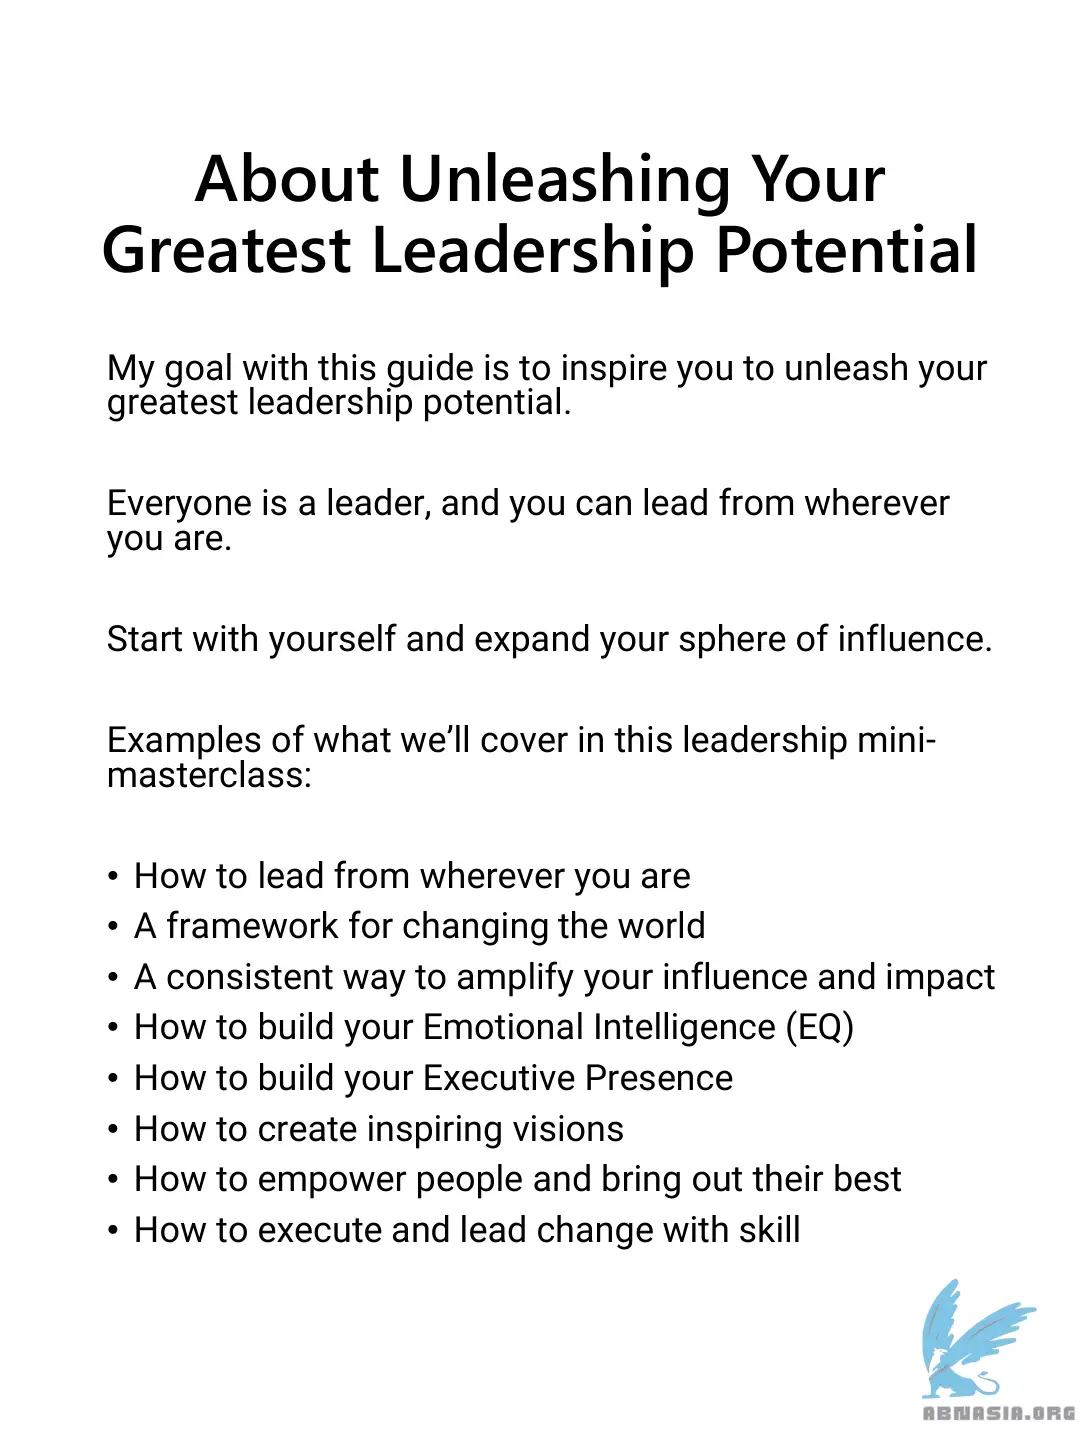 About Unleashing Your
Greatest Leadership Potential
My goal with this guide is to inspire you to unleash your
greatest leadership potential.
Everyone is a leader, and you can lead from wherever
you are.
Start with yourself and expand your sphere of influence.
Examples of what we’ll cover in this leadership mini-
masterclass:
• How to lead from wherever you are
• A framework for changing the world
• A consistent way to amplify your influence and impact
• How to build your Emotional Intelligence (EQ)
• How to build your Executive Presence
• How to create inspiring visions
• How to empower people and bring out their best
• How to execute and lead change with skill
ABNASIA.ORG